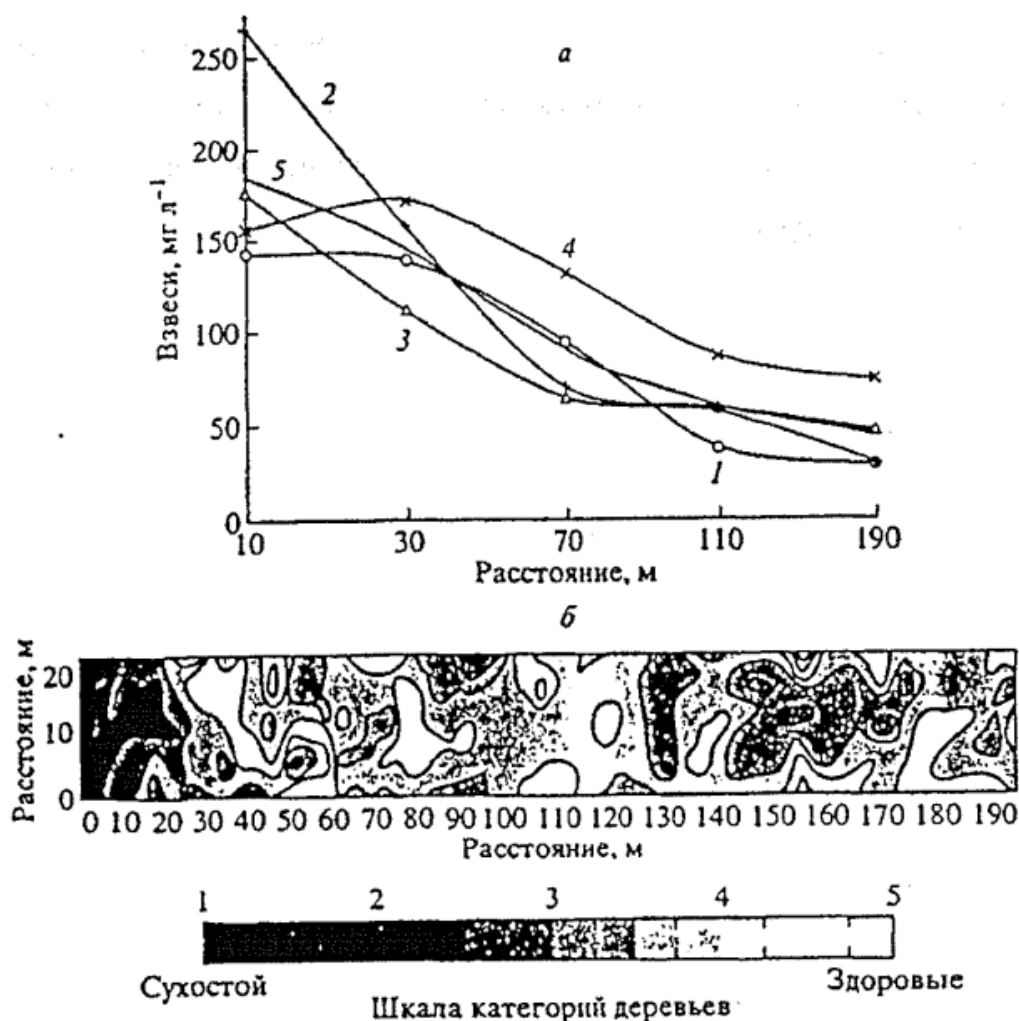 а
250
200
150
100
50
0
Взвеси, мг л⁻¹
2
5
4
3
1
10 30 70 110 190
Расстояние, м
б
Расстояние, м
20
10
0
0 10 20 30 40 50 60 70 80 90 100 110 120 130 140 150 160 170 180 190
Расстояние, м
1 2 3 4 5
Сухостой Здоровые
Шкала категорий деревьев